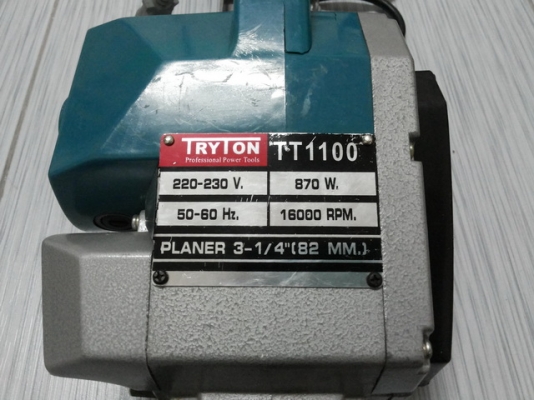 TRYTON TT1100
Professional Power Tools
220-230 V. 870 W.
50-60 Hz. 16000 RPM.
PLANER 3-1/4"(82 MM.)